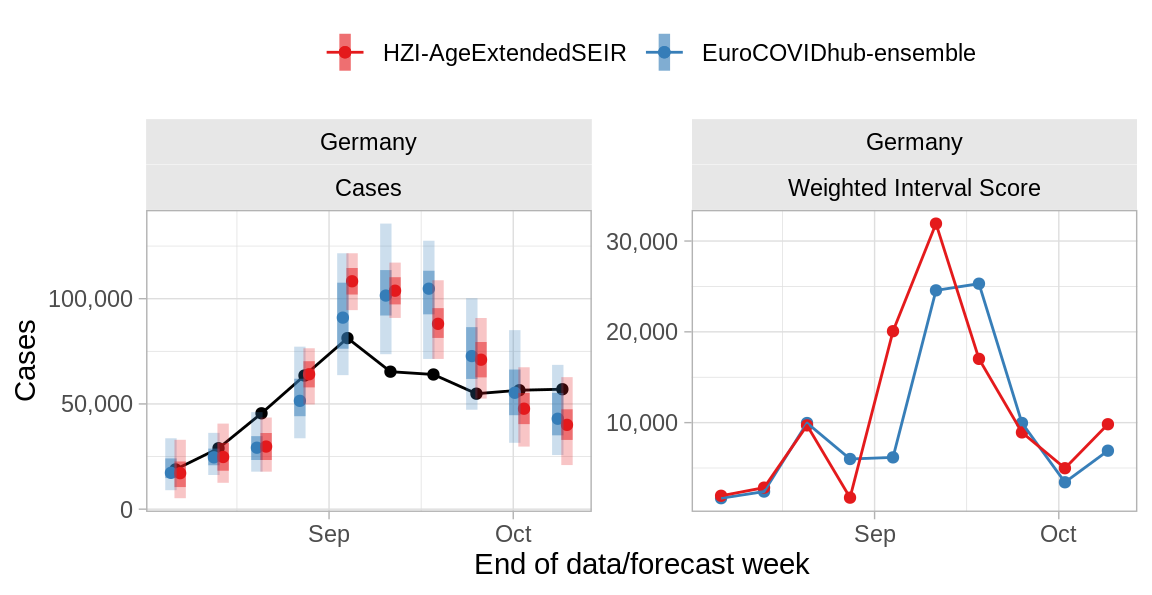 HZI-AgeExtendedSEIR EuroCOVIDhub-ensemble
Germany
Cases
Cases
100,000
50,000
0
Sep Oct
Germany
Weighted Interval Score
30,000
20,000
10,000
Sep Oct
End of data/forecast week